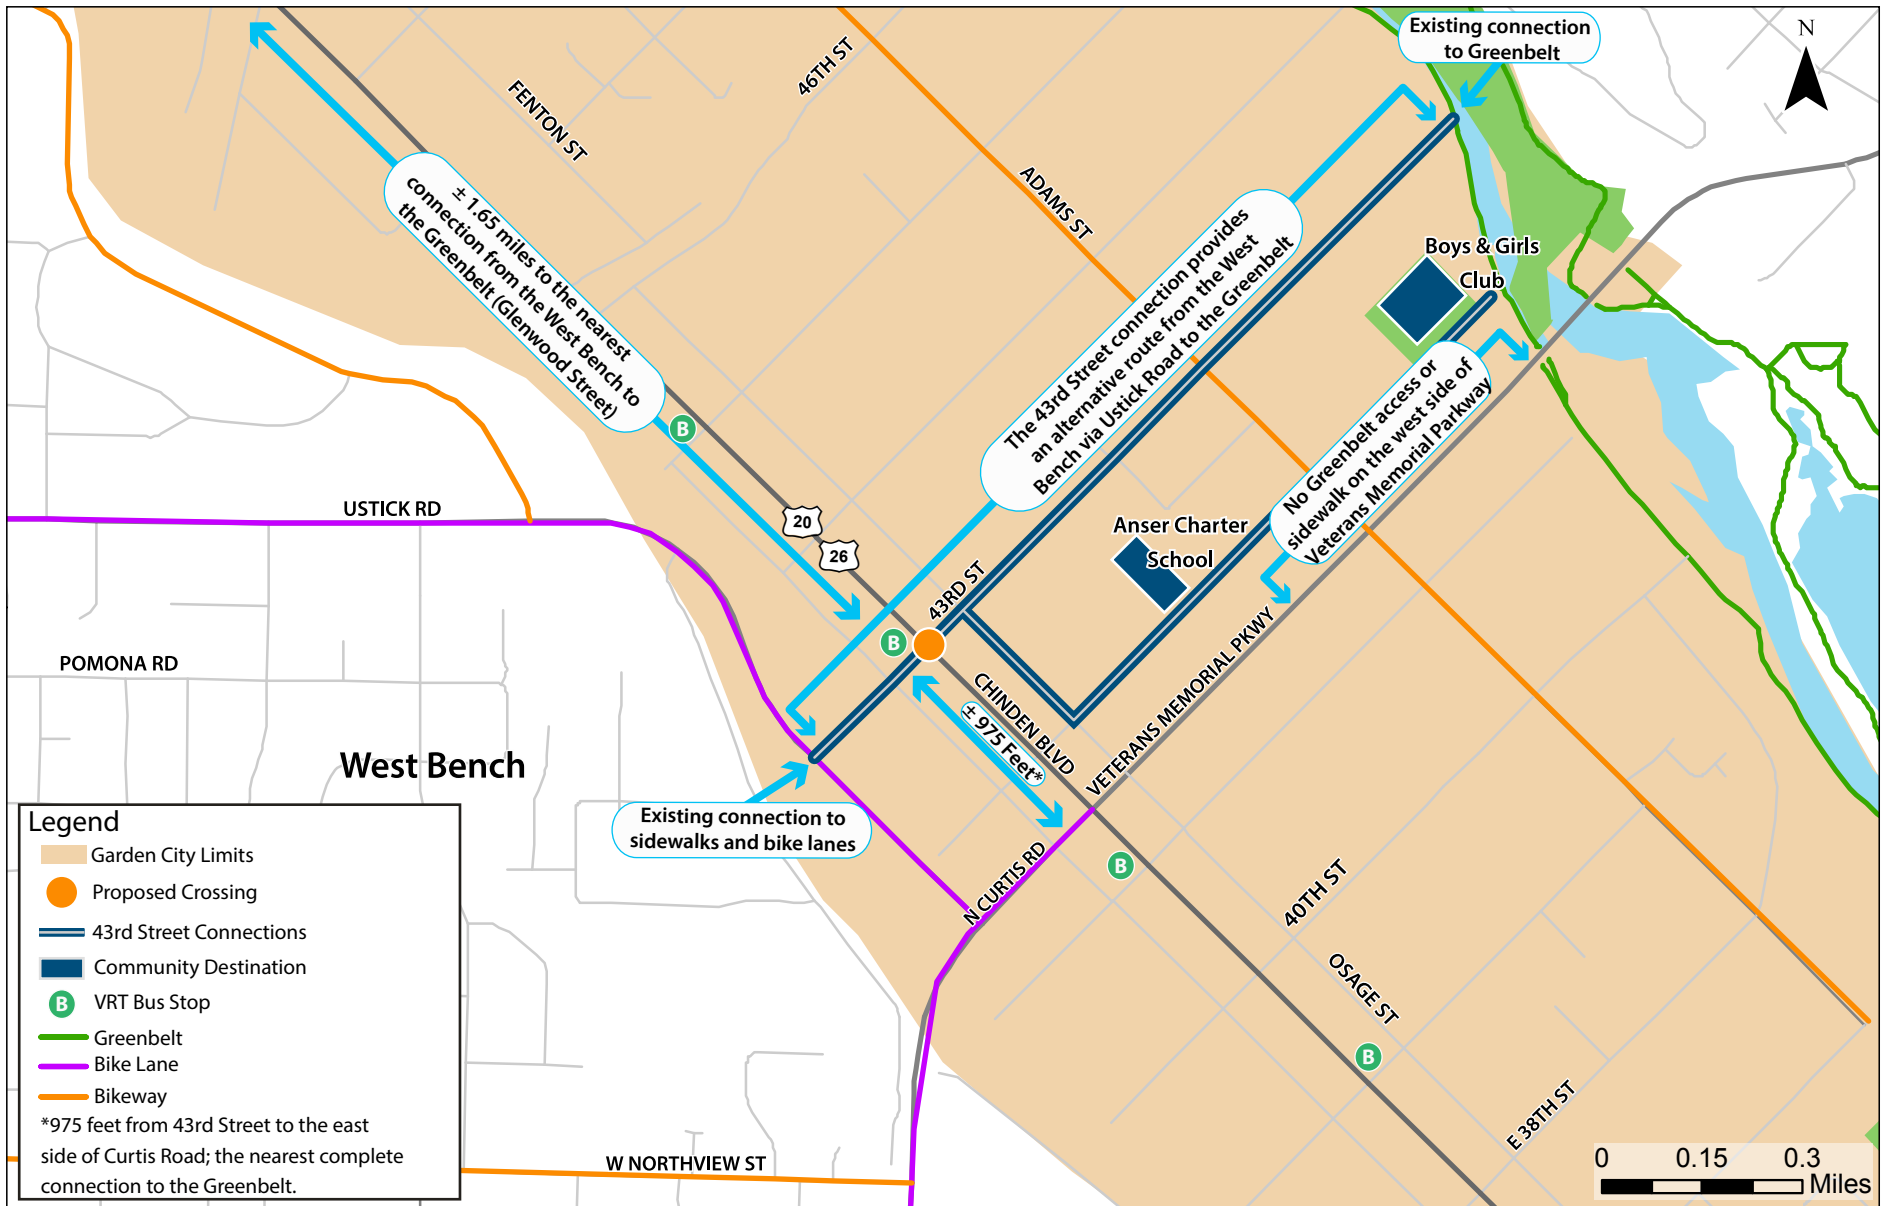 Existing connection
to Greenbelt
N
46TH ST
FENTON ST
ADAMS ST
± 1.65 miles to the nearest
connection from the West Bench to
the Greenbelt (Glenwood Street)
The 43rd Street connection provides
an alternative route from the West
Bench via Ustick Road to the Greenbelt
Boys & Girls
Club
No Greenbelt access or
sidewalk on the west side of
Veterans Memorial Parkway
B
USTICK RD
20
26
Anser Charter
School
43RD ST
B
POMONA RD
CHINDEN BLVD
± 975 Feet*
VETERANS MEMORIAL PKWY
West Bench
Existing connection to
sidewalks and bike lanes
N CURTIS RD
B
40TH ST
OSAGE ST
B
E 38TH ST
W NORTHVIEW ST
Legend
Garden City Limits
Proposed Crossing
43rd Street Connections
Community Destination
B VRT Bus Stop
Greenbelt
Bike Lane
Bikeway
*975 feet from 43rd Street to the east
side of Curtis Road; the nearest complete
connection to the Greenbelt.
0 0.15 0.3
Miles